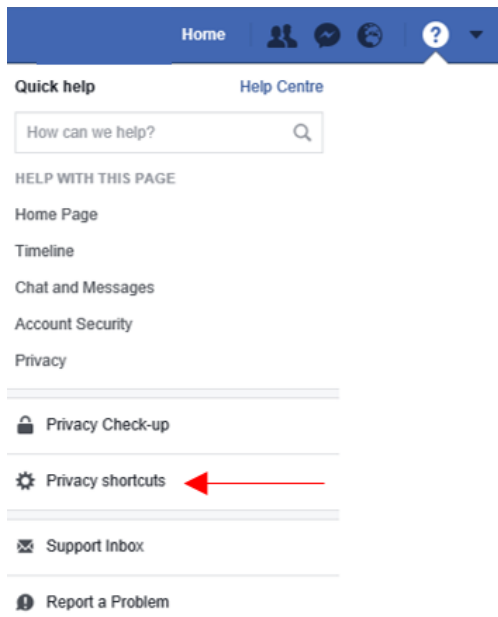 Home
?
Quick help Help Centre
How can we help?
HELP WITH THIS PAGE
Home Page
Timeline
Chat and Messages
Account Security
Privacy
Privacy Check-up
Privacy shortcuts
Support Inbox
Report a Problem